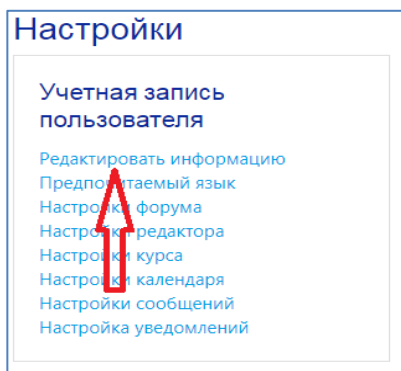 Настройки
Учетная запись
пользователя
Редактировать информацию
Предпочитаемый язык
Настройки форума
Настройки редактора
Настройки курса
Настройки календаря
Настройки сообщений
Настройка уведомлений